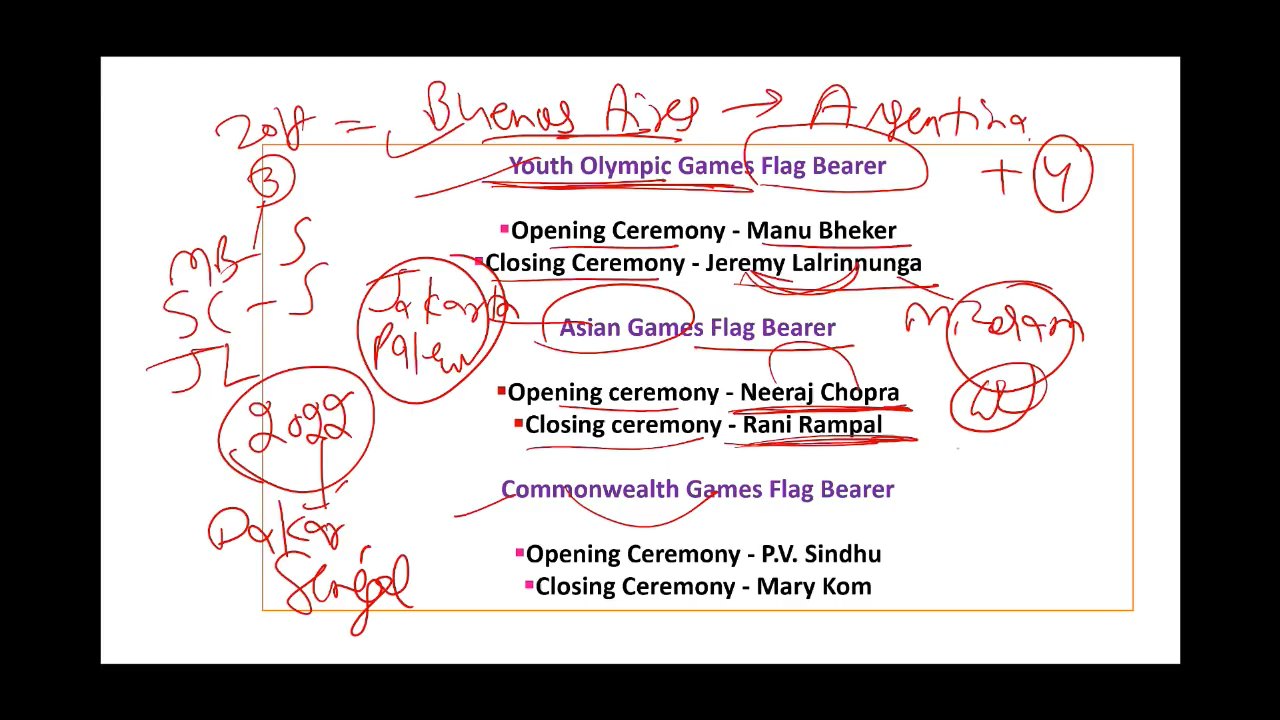 2018 = Buenos Aires → Argentina
Youth Olympic Games Flag Bearer
+ 4
3
▪Opening Ceremony - Manu Bheker
MB - S
▪Closing Ceremony - Jeremy Lalrinnunga
SC - S
Jakarta
Palem
Mizoram
Asian Games Flag Bearer
JL
▪Opening ceremony - Neeraj Chopra
▪Closing ceremony - Rani Rampal
2022
Commonwealth Games Flag Bearer
Dakar
Senegal
▪Opening Ceremony - P.V. Sindhu
▪Closing Ceremony - Mary Kom